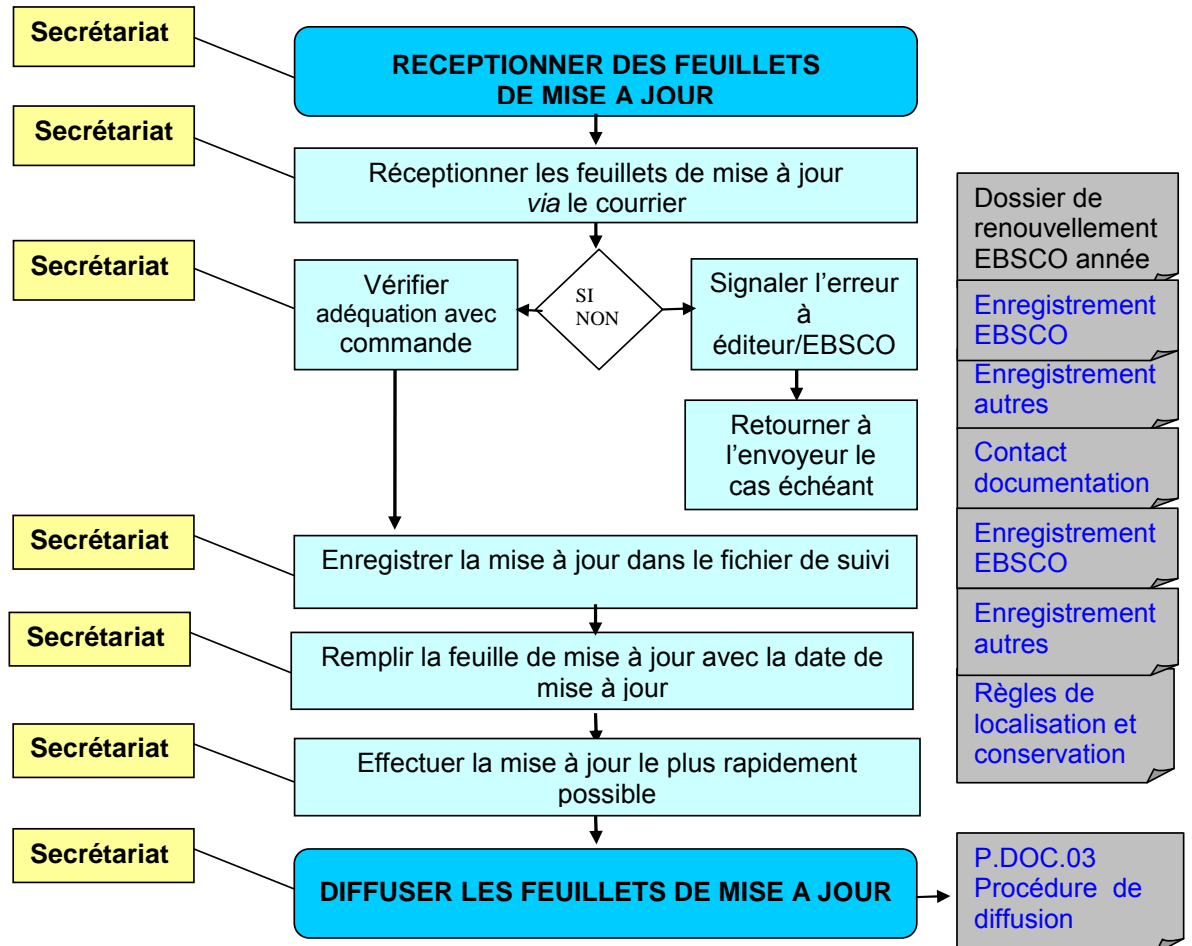 Secrétariat
RECEPTIONNER DES FEUILLETS
DE MISE A JOUR
Secrétariat
Réceptionner les feuillets de mise à jour
via le courrier
Secrétariat
Vérifier
adéquation avec
commande
SI
NON
Signaler l’erreur
à
éditeur/EBSCO
Retourner à
l’envoyeur le
cas échéant
Secrétariat
Enregistrer la mise à jour dans le fichier de suivi
Secrétariat
Remplir la feuille de mise à jour avec la date de
mise à jour
Secrétariat
Effectuer la mise à jour le plus rapidement
possible
Secrétariat
DIFFUSER LES FEUILLETS DE MISE A JOUR
Dossier de
renouvellement
EBSCO année
Enregistrement
EBSCO
Enregistrement
autres
Contact
documentation
Enregistrement
EBSCO
Enregistrement
autres
Règles de
localisation et
conservation
P.DOC.03
Procédure de
diffusion